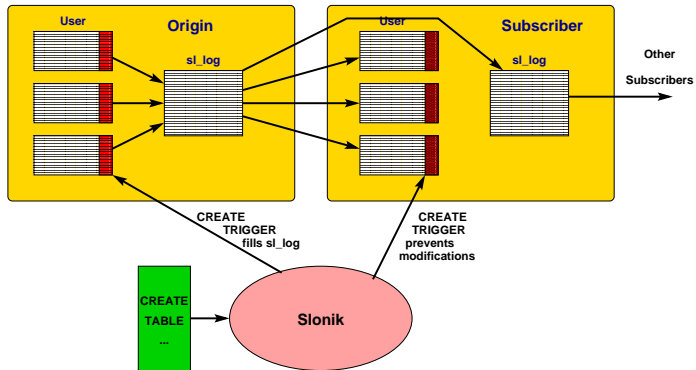 Origin
User
sl_log
Subscriber
User
sl_log
Other
Subscribers
CREATE
TRIGGER
fills sl_log
CREATE
TRIGGER
prevents
modifications
CREATE
TABLE
...
Slonik